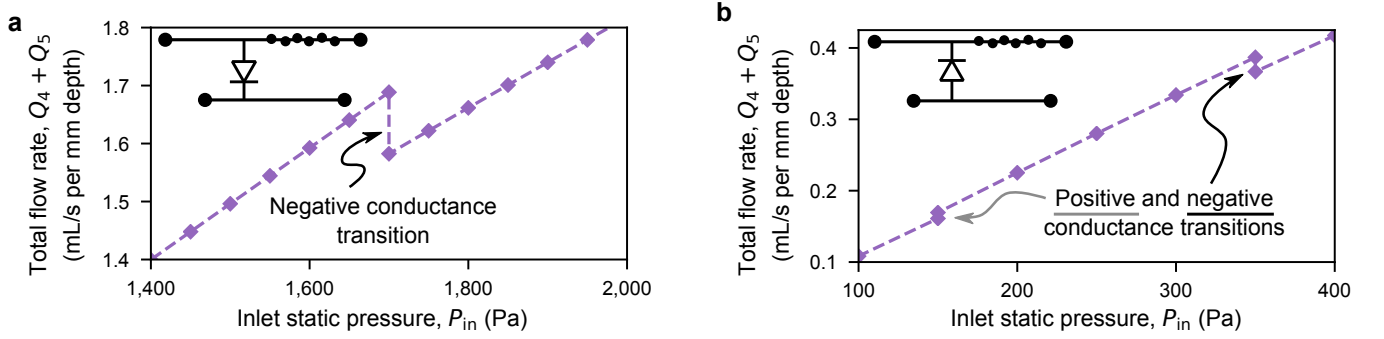 a
Total flow rate, Q4 + Q5
(mL/s per mm depth)
1.8
1.7
1.6
1.5
1.4
Negative conductance
transition
1,400
1,600
1,800
2,000
Inlet static pressure, Pin (Pa)
b
Total flow rate, Q4 + Q5
(mL/s per mm depth)
0.4
0.3
0.2
0.1
Positive and negative
conductance transitions
100
200
300
400
Inlet static pressure, Pin (Pa)